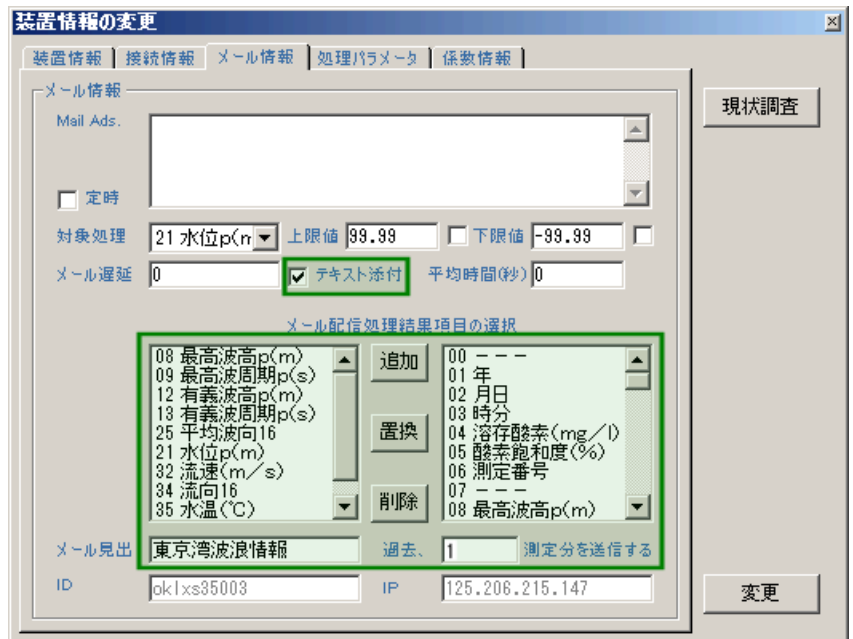 装置情報の変更
装置情報 接続情報 メール情報 処理パラメータ 係数情報
メール情報
現状調査
Mail Ads.
定時
対象処理 21 水位p(m 上限値 99.99 下限値 -99.99
メール遅延 0 テキスト添付 平均時間(秒) 0
メール配信処理結果項目の選択
08 最高波高p(m)
09 最高波周期p(s)
12 有義波高p(m)
13 有義波周期p(s)
25 平均波向16
21 水位p(m)
32 流速(m/s)
34 流向16
35 水温(℃)
追加
置換
削除
00 ---
01 年
02 月日
03 時分
04 溶存酸素(mg/l)
05 酸素飽和度(%)
06 測定番号
07 ---
08 最高波高p(m)
メール見出 東京湾波浪情報 過去、 1 測定分を送信する
ID oklxs35003 IP 125.206.215.147
変更